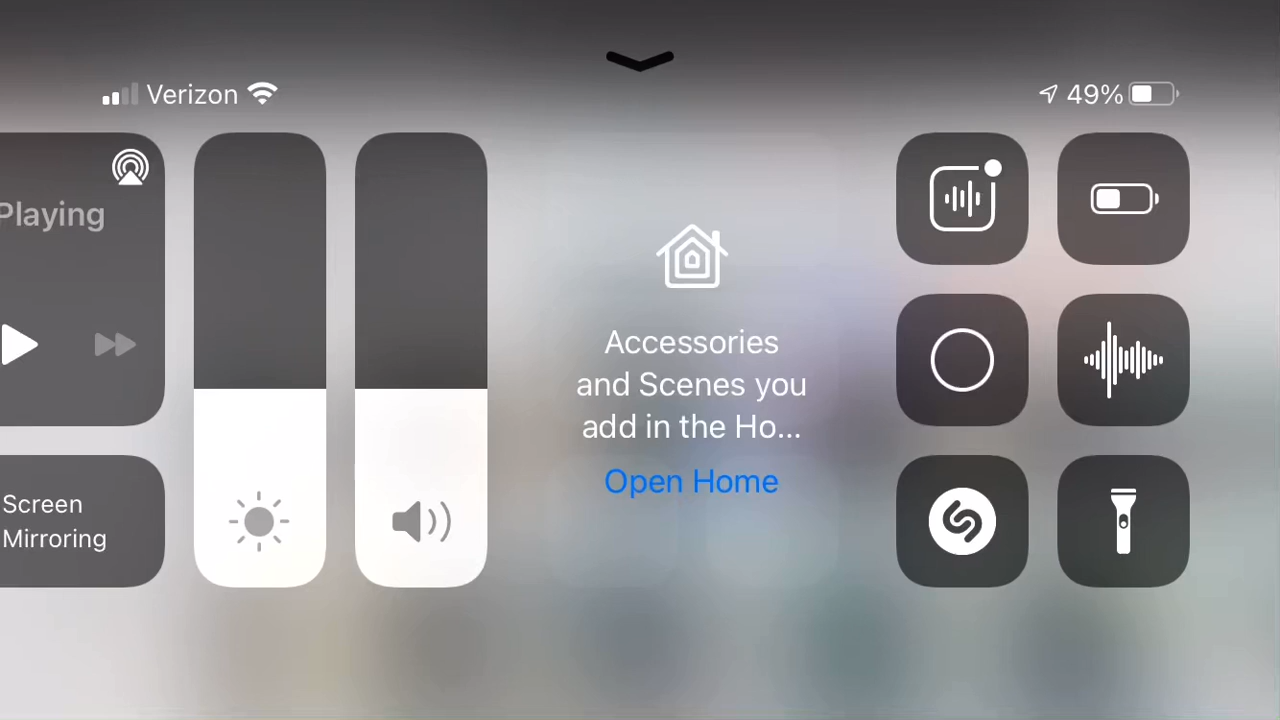 Verizon
49%
Playing
Accessories
and Scenes you
add in the Ho...
Open Home
Screen
Mirroring